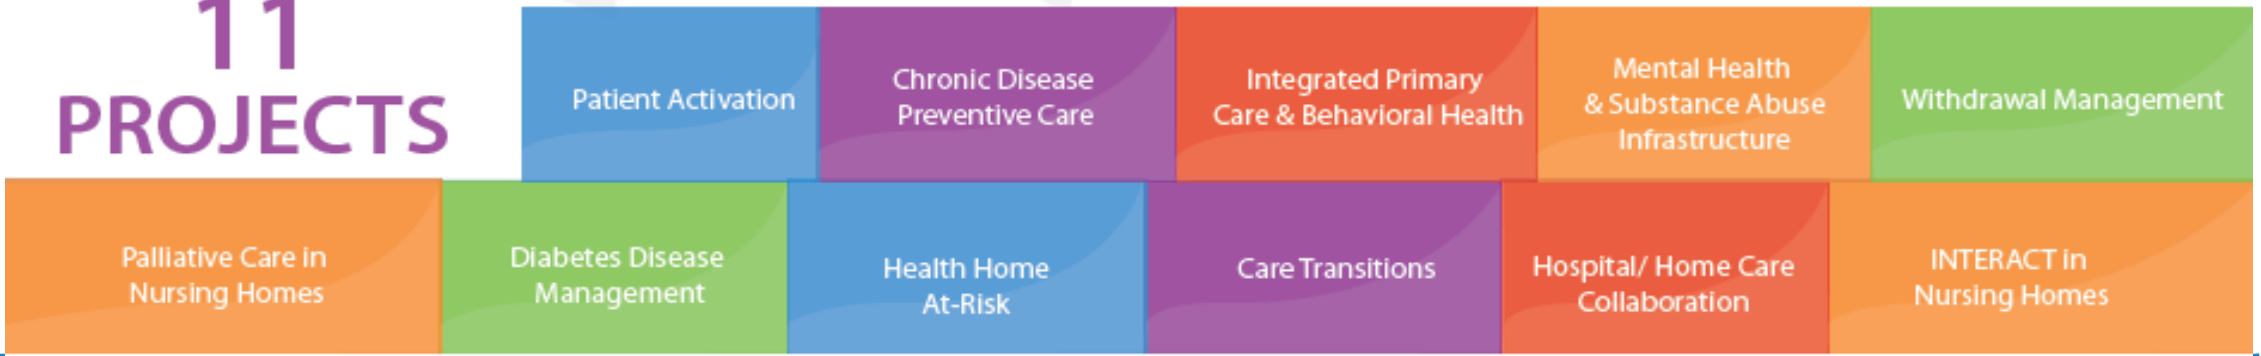 11
PROJECTS
Patient Activation
Chronic Disease
Preventive Care
Integrated Primary
Care & Behavioral Health
Mental Health
& Substance Abuse
Infrastructure
Withdrawal Management
Palliative Care in
Nursing Homes
Diabetes Disease
Management
Health Home
At-Risk
Care Transitions
Hospital/ Home Care
Collaboration
INTERACT in
Nursing Homes